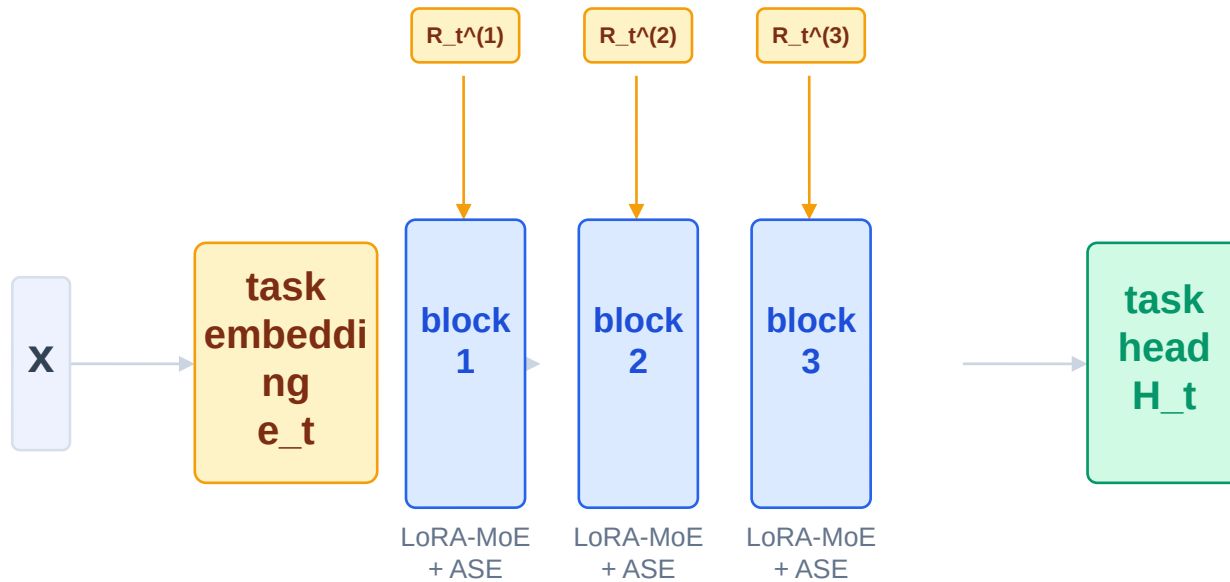 R_t^(1)
R_t^(2)
R_t^(3)
x
task
embeddi
ng
e_t
block
1
block
2
block
3
task
head
H_t
LoRA-MoE
+ ASE
LoRA-MoE
+ ASE
LoRA-MoE
+ ASE